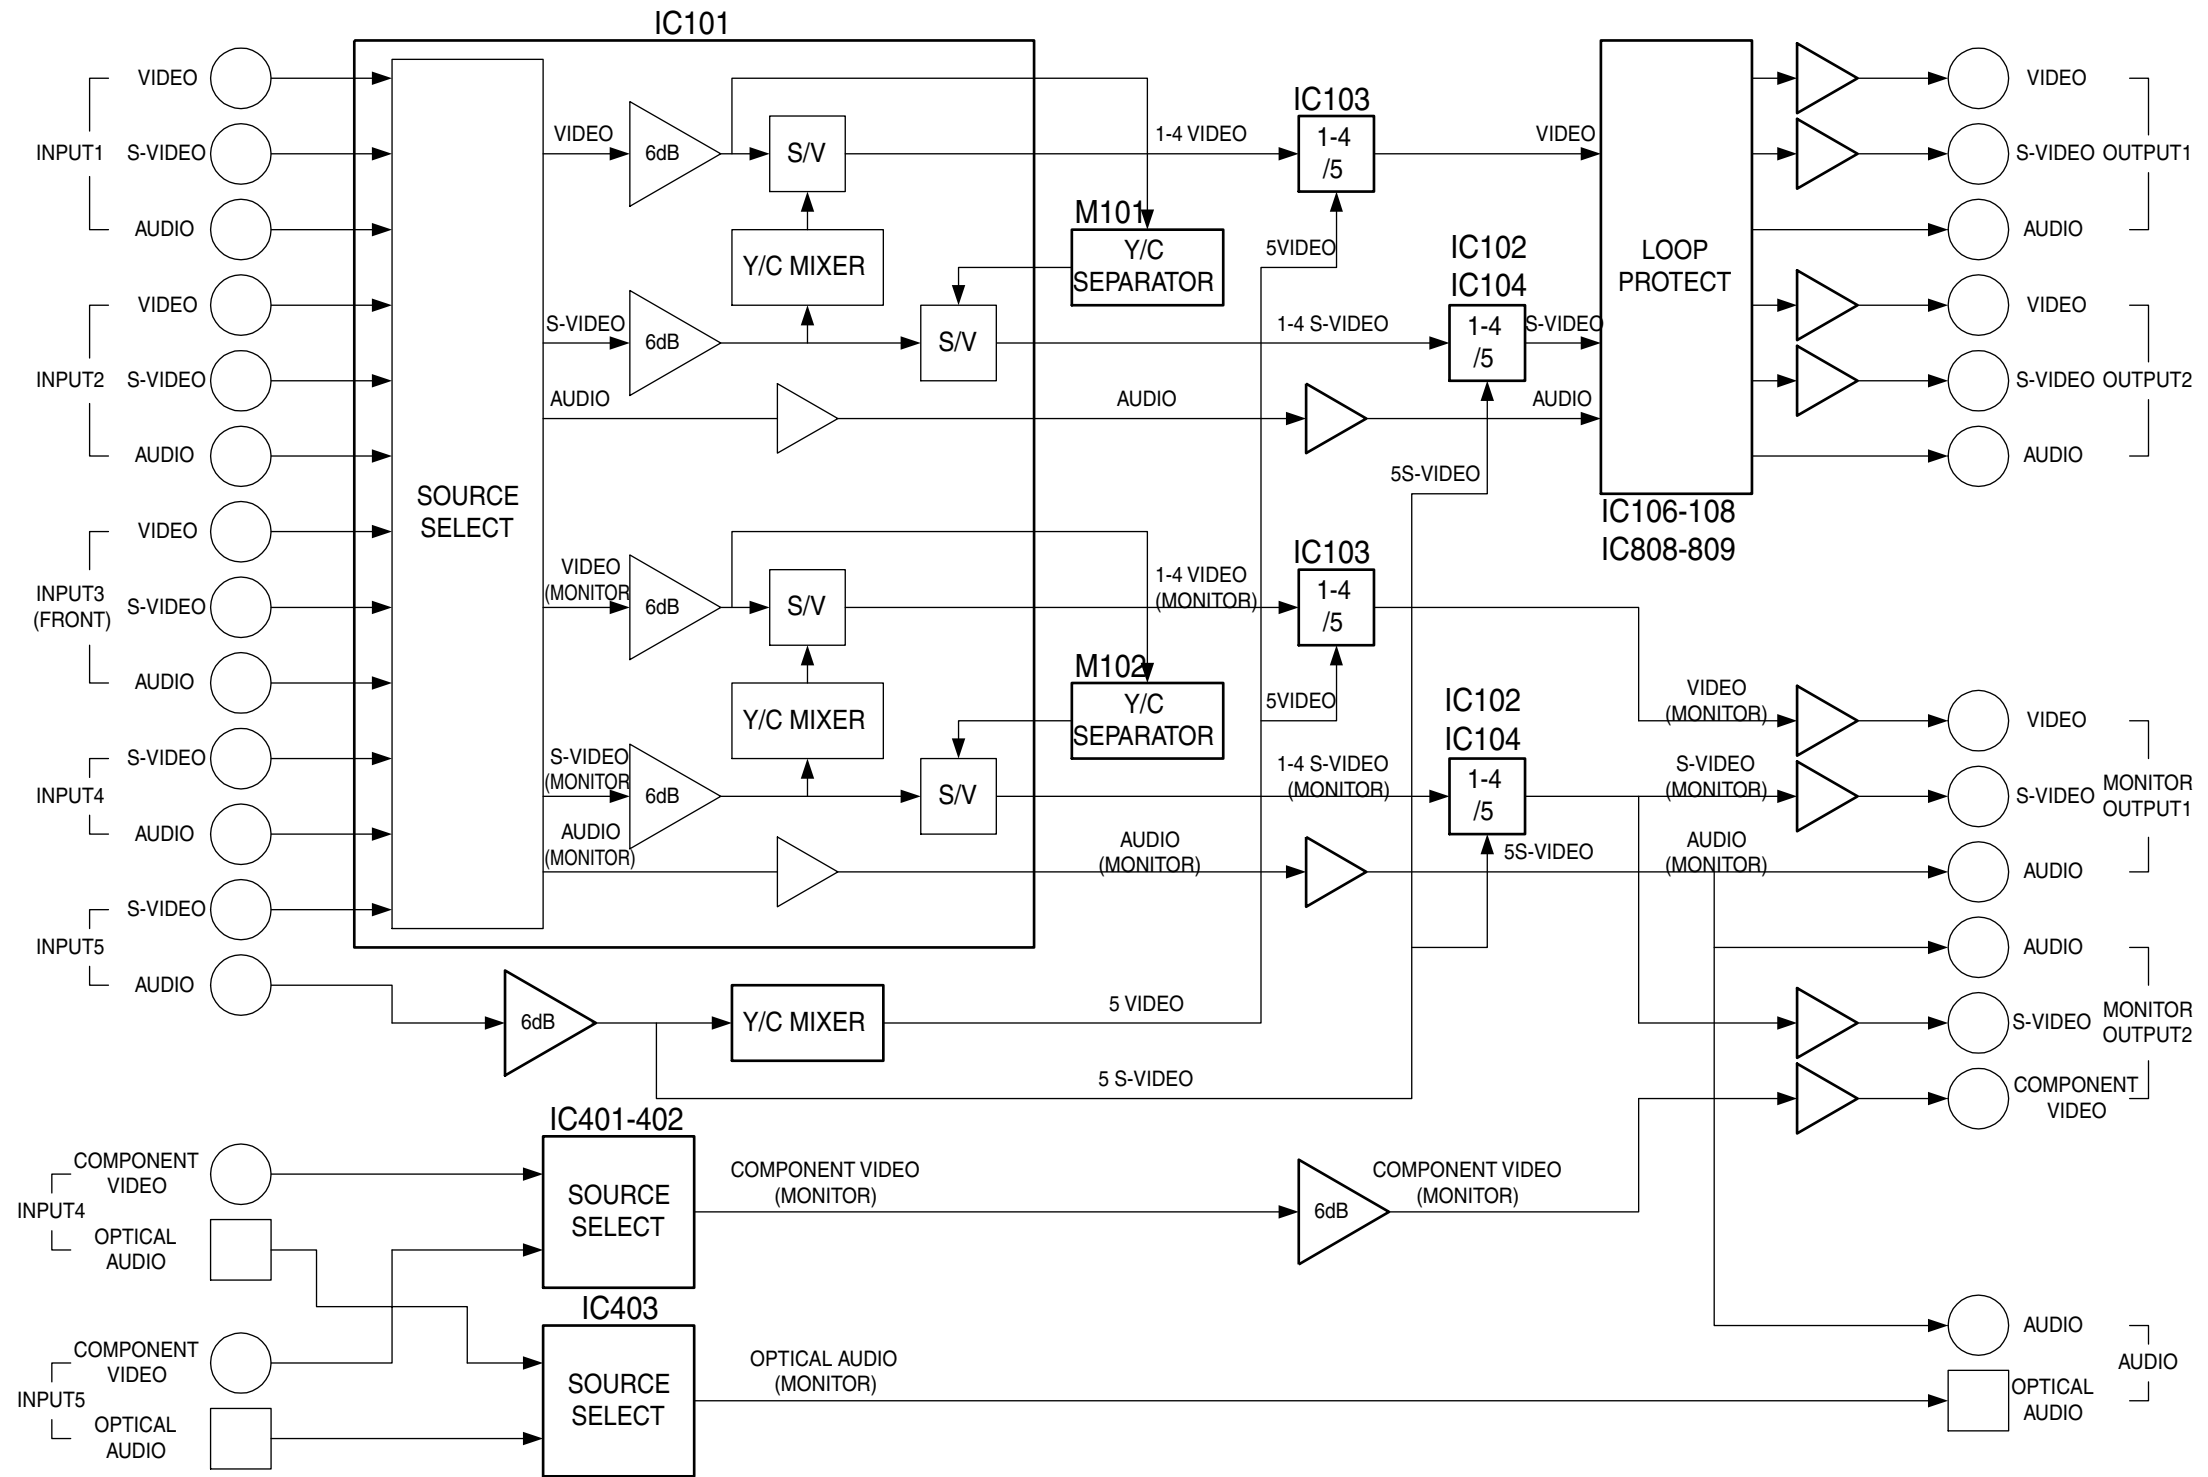 IC101
VIDEO
INPUT1
S-VIDEO
AUDIO
VIDEO
INPUT2
S-VIDEO
AUDIO
VIDEO
INPUT3
(FRONT)
S-VIDEO
AUDIO
S-VIDEO
INPUT4
AUDIO
S-VIDEO
INPUT5
AUDIO
SOURCE
SELECT
VIDEO
6dB
S/V
Y/C MIXER
S-VIDEO
6dB
S/V
AUDIO
VIDEO
(MONITOR
6dB
S/V
Y/C MIXER
S-VIDEO
(MONITOR
6dB
S/V
AUDIO
(MONITOR)
6dB
Y/C MIXER
5 VIDEO
5 S-VIDEO
1-4 VIDEO
M101
Y/C
SEPARATOR
1-4 S-VIDEO
AUDIO
1-4 VIDEO
(MONITOR)
M102
Y/C
SEPARATOR
1-4 S-VIDEO
(MONITOR)
AUDIO
(MONITOR)
IC103
1-4
/5
5VIDEO
IC102
IC104
1-4
/5
5S-VIDEO
VIDEO
S-VIDEO
AUDIO
IC103
1-4
/5
5VIDEO
IC102
IC104
1-4
/5
5S-VIDEO
LOOP
PROTECT
IC106-108
IC808-809
VIDEO
(MONITOR)
S-VIDEO
(MONITOR)
AUDIO
(MONITOR)
VIDEO
S-VIDEO
OUTPUT1
AUDIO
VIDEO
S-VIDEO
OUTPUT2
AUDIO
VIDEO
S-VIDEO
MONITOR
OUTPUT1
AUDIO
AUDIO
S-VIDEO
MONITOR
OUTPUT2
COMPONENT
VIDEO
COMPONENT
VIDEO
INPUT4
OPTICAL
AUDIO
COMPONENT
VIDEO
INPUT5
OPTICAL
AUDIO
IC401-402
SOURCE
SELECT
COMPONENT VIDEO
(MONITOR)
6dB
COMPONENT VIDEO
(MONITOR)
IC403
SOURCE
SELECT
OPTICAL AUDIO
(MONITOR)
AUDIO
AUDIO
OPTICAL
AUDIO